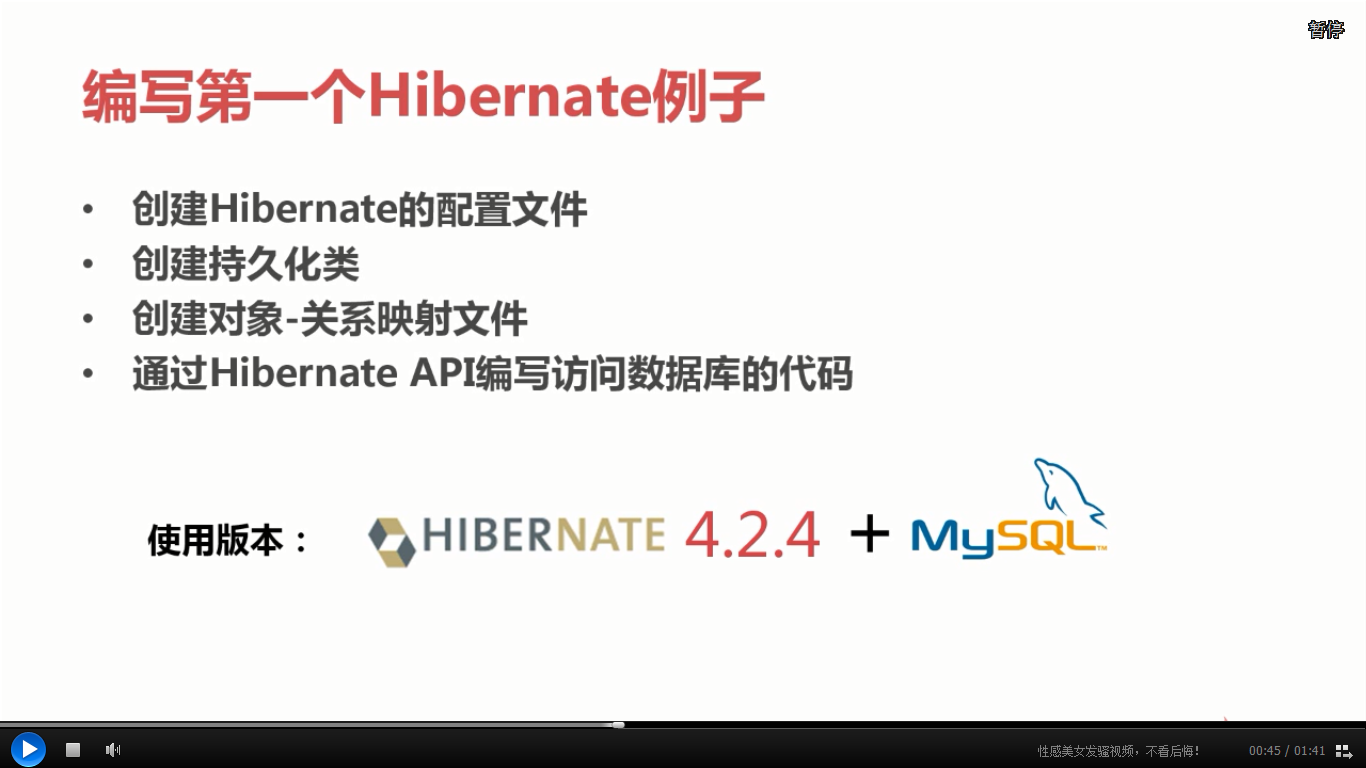 暂停
编写第一个Hibernate例子
• 创建Hibernate的配置文件
• 创建持久化类
• 创建对象-关系映射文件
• 通过Hibernate API编写访问数据库的代码
使用版本： HIBERNATE 4.2.4 + MySQL™
性感美女发骚视频，不看后悔！ 00:45 / 01:41